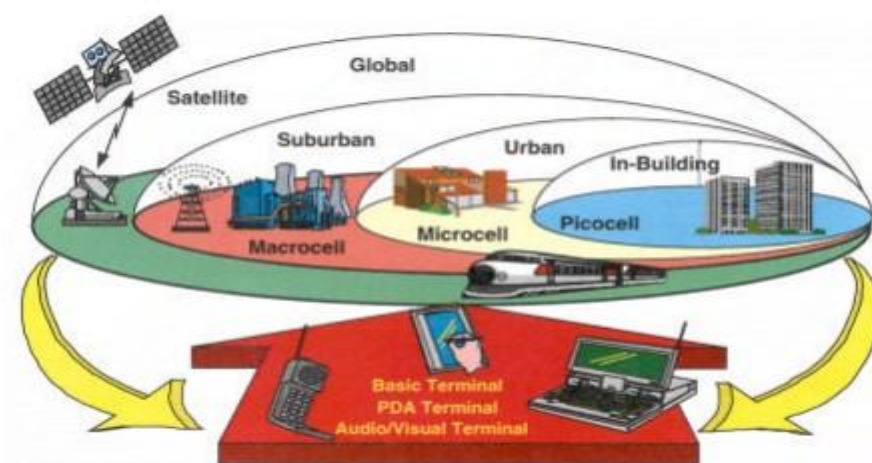 Global
Satellite
Suburban
Urban
In-Building
Picocell
Microcell
Macrocell
Basic Terminal
PDA Terminal
Audio/Visual Terminal